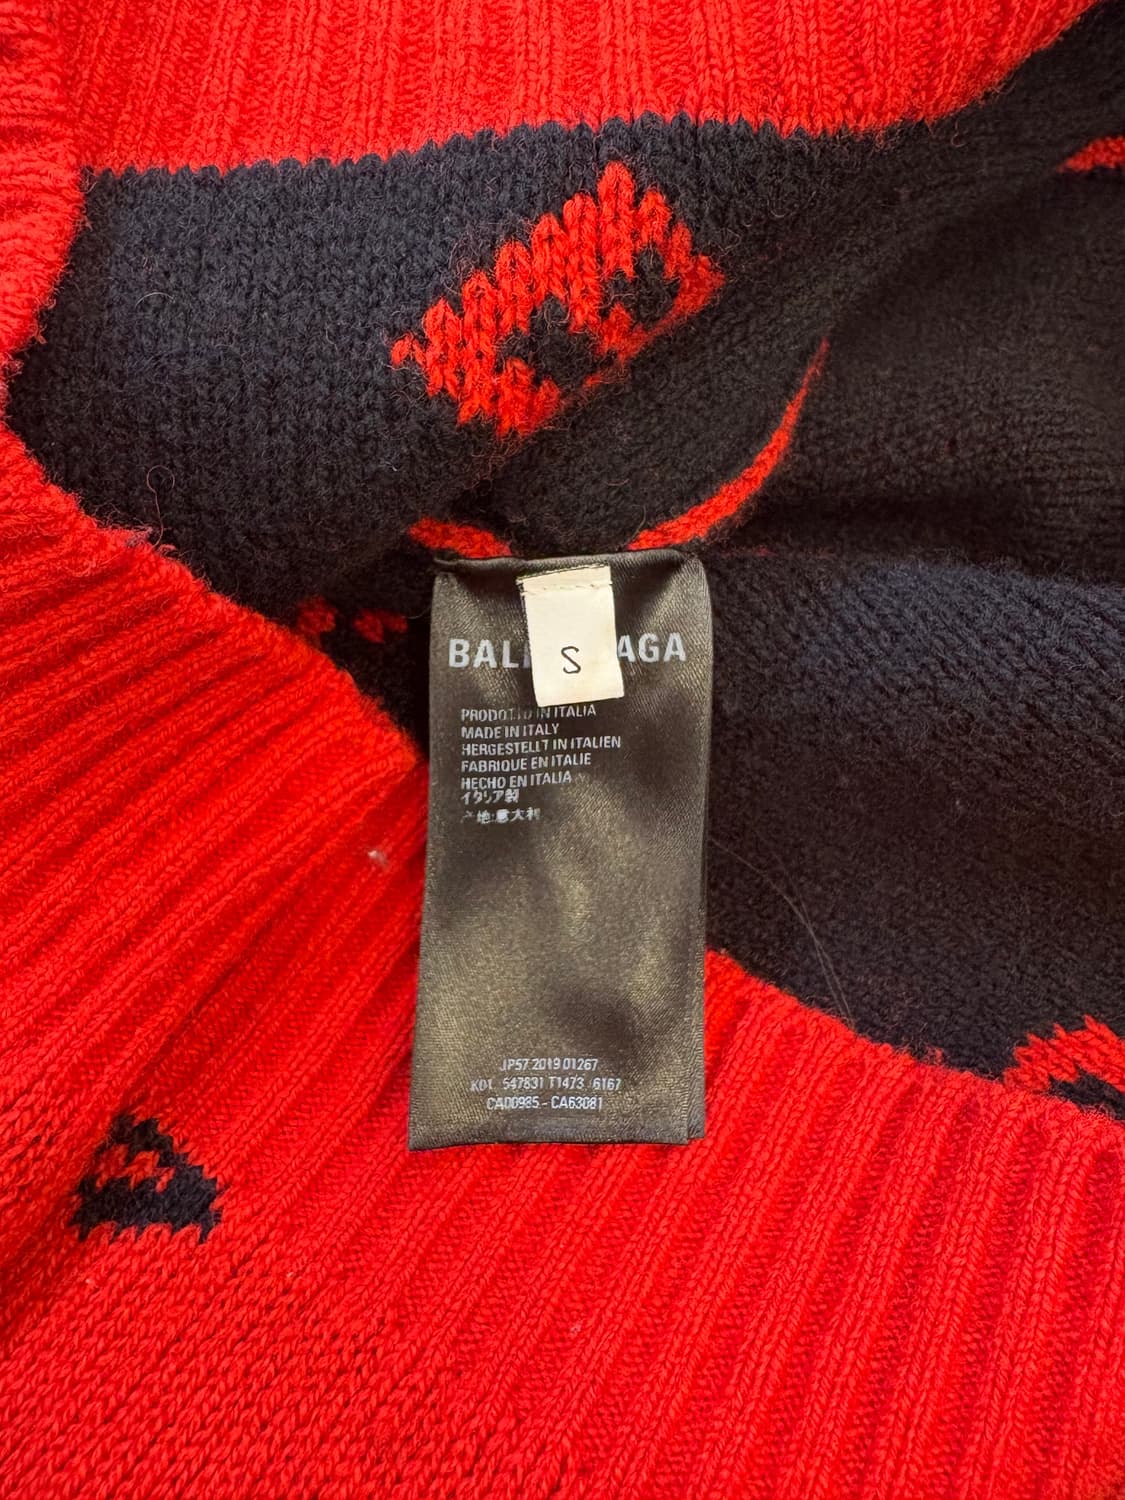 BAL AGA
S
PRODOTTO IN ITALIA
MADE IN ITALY
HERGESTELLT IN ITALIEN
FABRIQUE EN ITALIE
HECHO EN ITALIA
イタリア製
产地:意大利
JP57 2019 01267
K01 547831 T1473 6167
CA00985 - CA63081